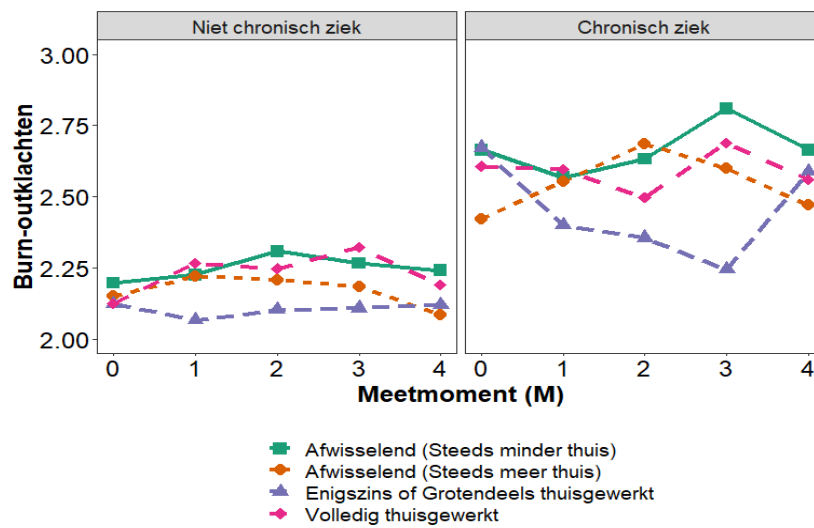 Niet chronisch ziek
Chronisch ziek
Burn-outklachten
3.00
2.75
2.50
2.25
2.00
0 1 2 3 4
0 1 2 3 4
Meetmoment (M)
Afwisselend (Steeds minder thuis)
Afwisselend (Steeds meer thuis)
Enigszins of Grotendeels thuisgewerkt
Volledig thuisgewerkt